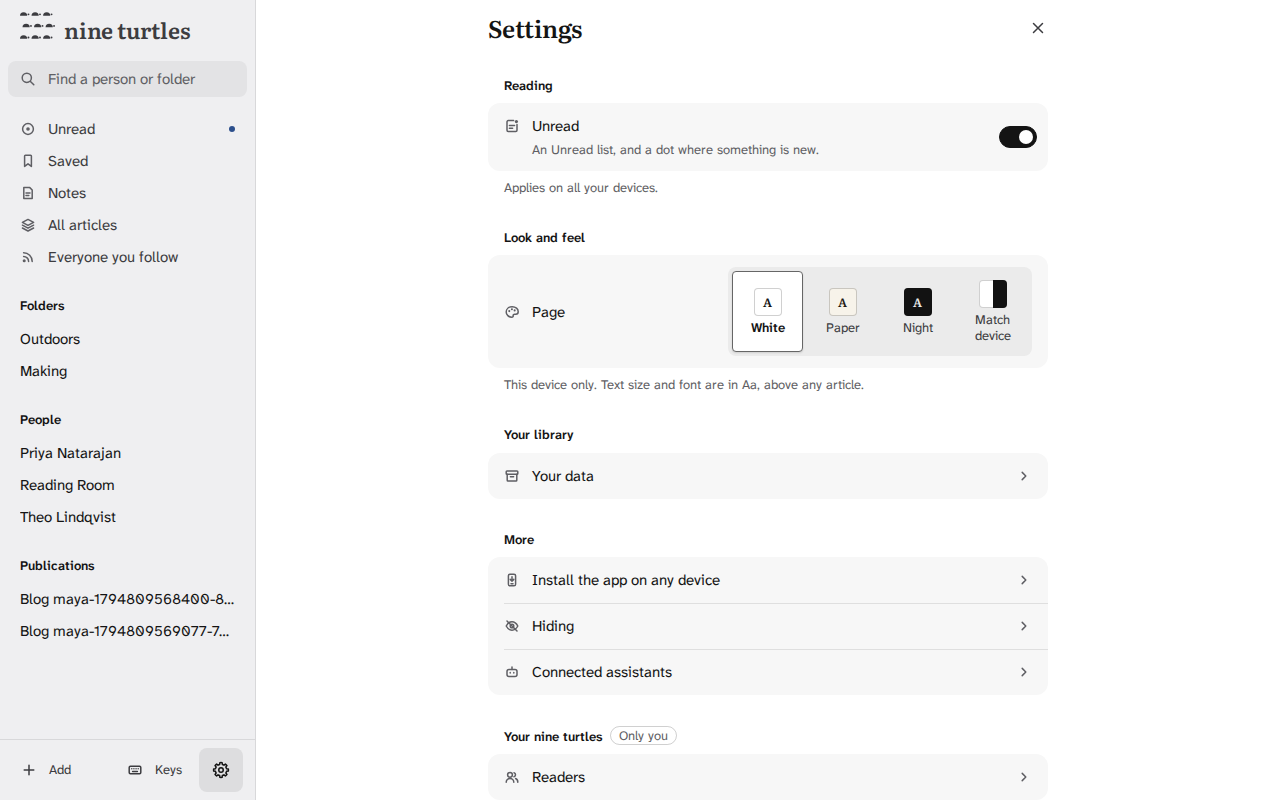 nine turtles
Find a person or folder
Unread
Saved
Notes
All articles
Everyone you follow
Folders
Outdoors
Making
People
Priya Natarajan
Reading Room
Theo Lindqvist
Publications
Blog maya-1794809568400-8...
Blog maya-1794809569077-7...
Add
Keys
Settings
Reading
Unread
An Unread list, and a dot where something is new.
Applies on all your devices.
Look and feel
Page
A
White
A
Paper
A
Night
Match
device
This device only. Text size and font are in Aa, above any article.
Your library
Your data
More
Install the app on any device
Hiding
Connected assistants
Your nine turtles
Only you
Readers